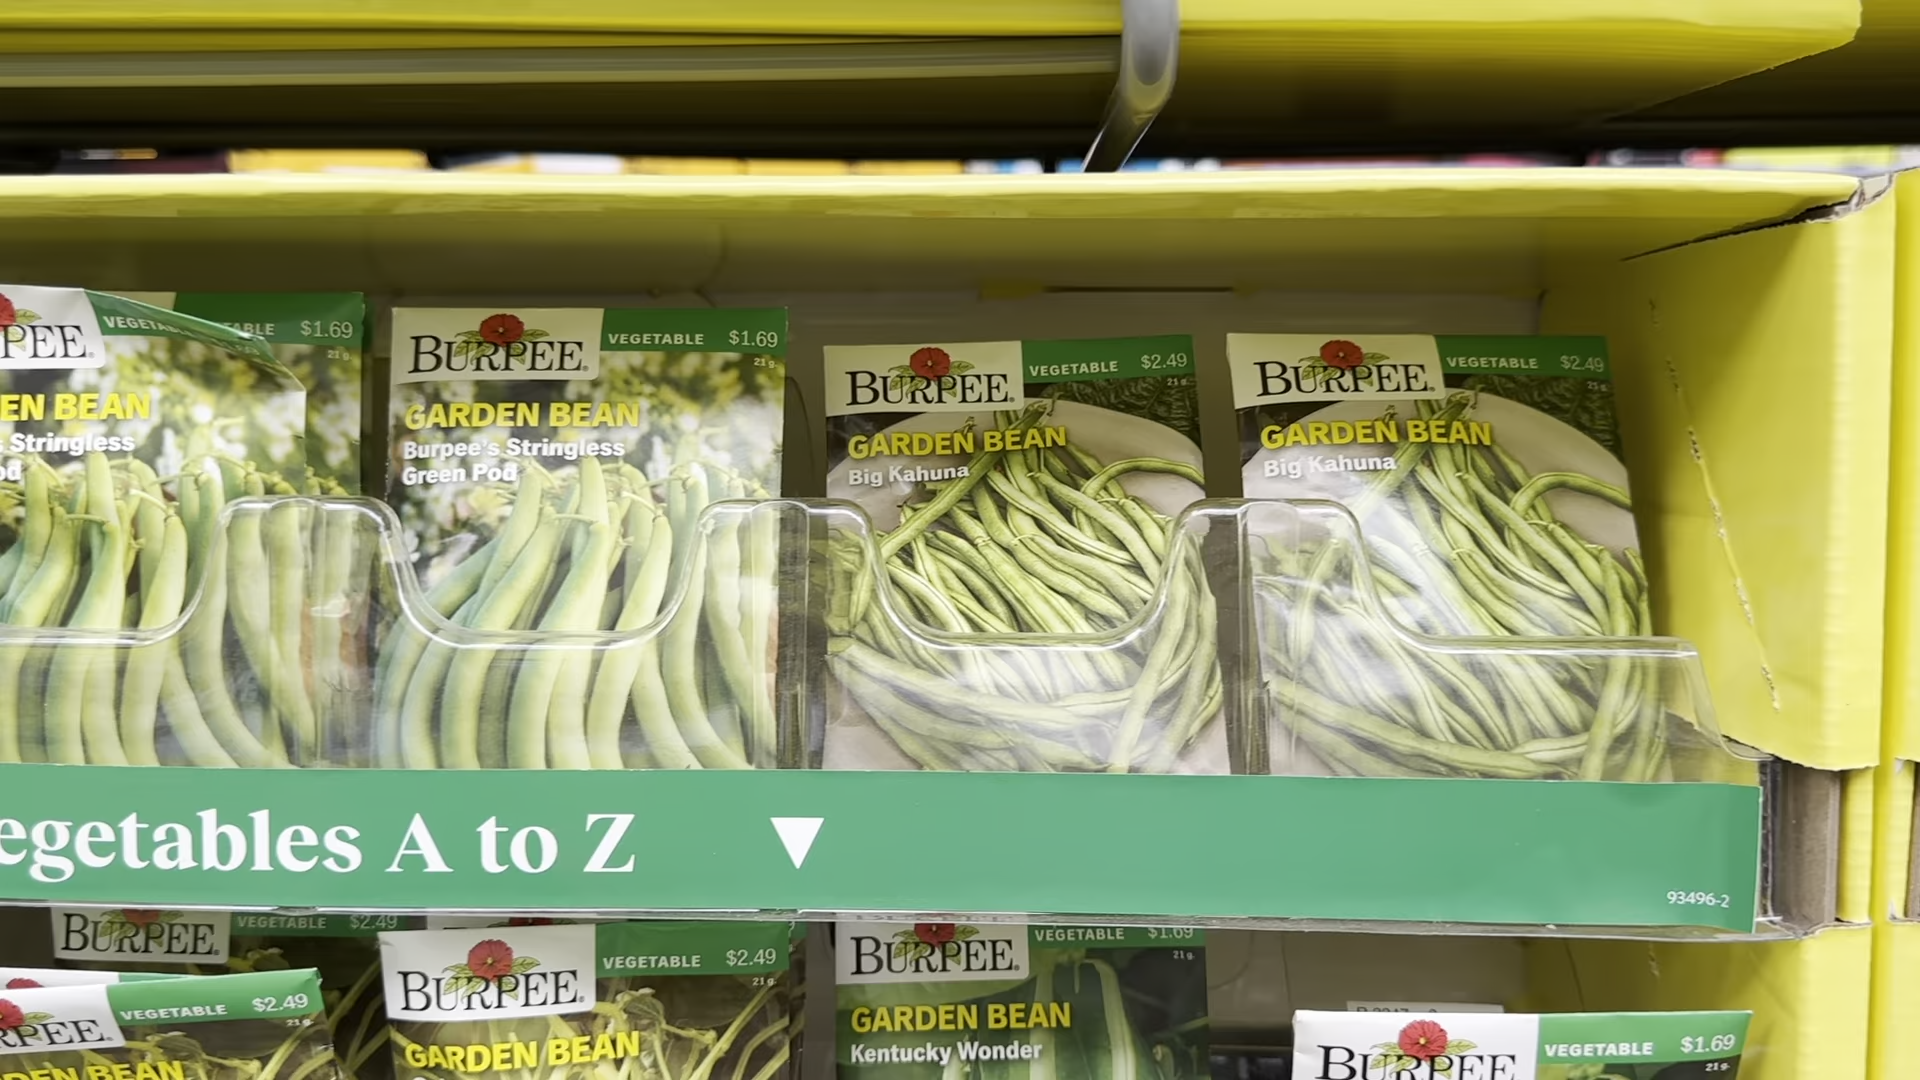 PEE
VEGETABLE
$1.69
21 g.
EN BEAN
s Stringless
od
BURPEE
VEGETABLE $1.69
21 g.
GARDEN BEAN
Burpee's Stringless
Green Pod
BURPEE
VEGETABLE $2.49
21 g.
GARDEN BEAN
Big Kahuna
BURPEE
VEGETABLE $2.49
21 g.
GARDEN BEAN
Big Kahuna
egetables A to Z
93496-2
BURPEE
VEGETABLE $2.49
RPEE
VEGETABLE $2.49
21 g.
DEN BEAN
BURPEE
VEGETABLE $2.49
21 g.
GARDEN BEAN
BURPEE
VEGETABLE $1.69
21 g.
GARDEN BEAN
Kentucky Wonder
BURPEE
VEGETABLE $1.69
21 g.